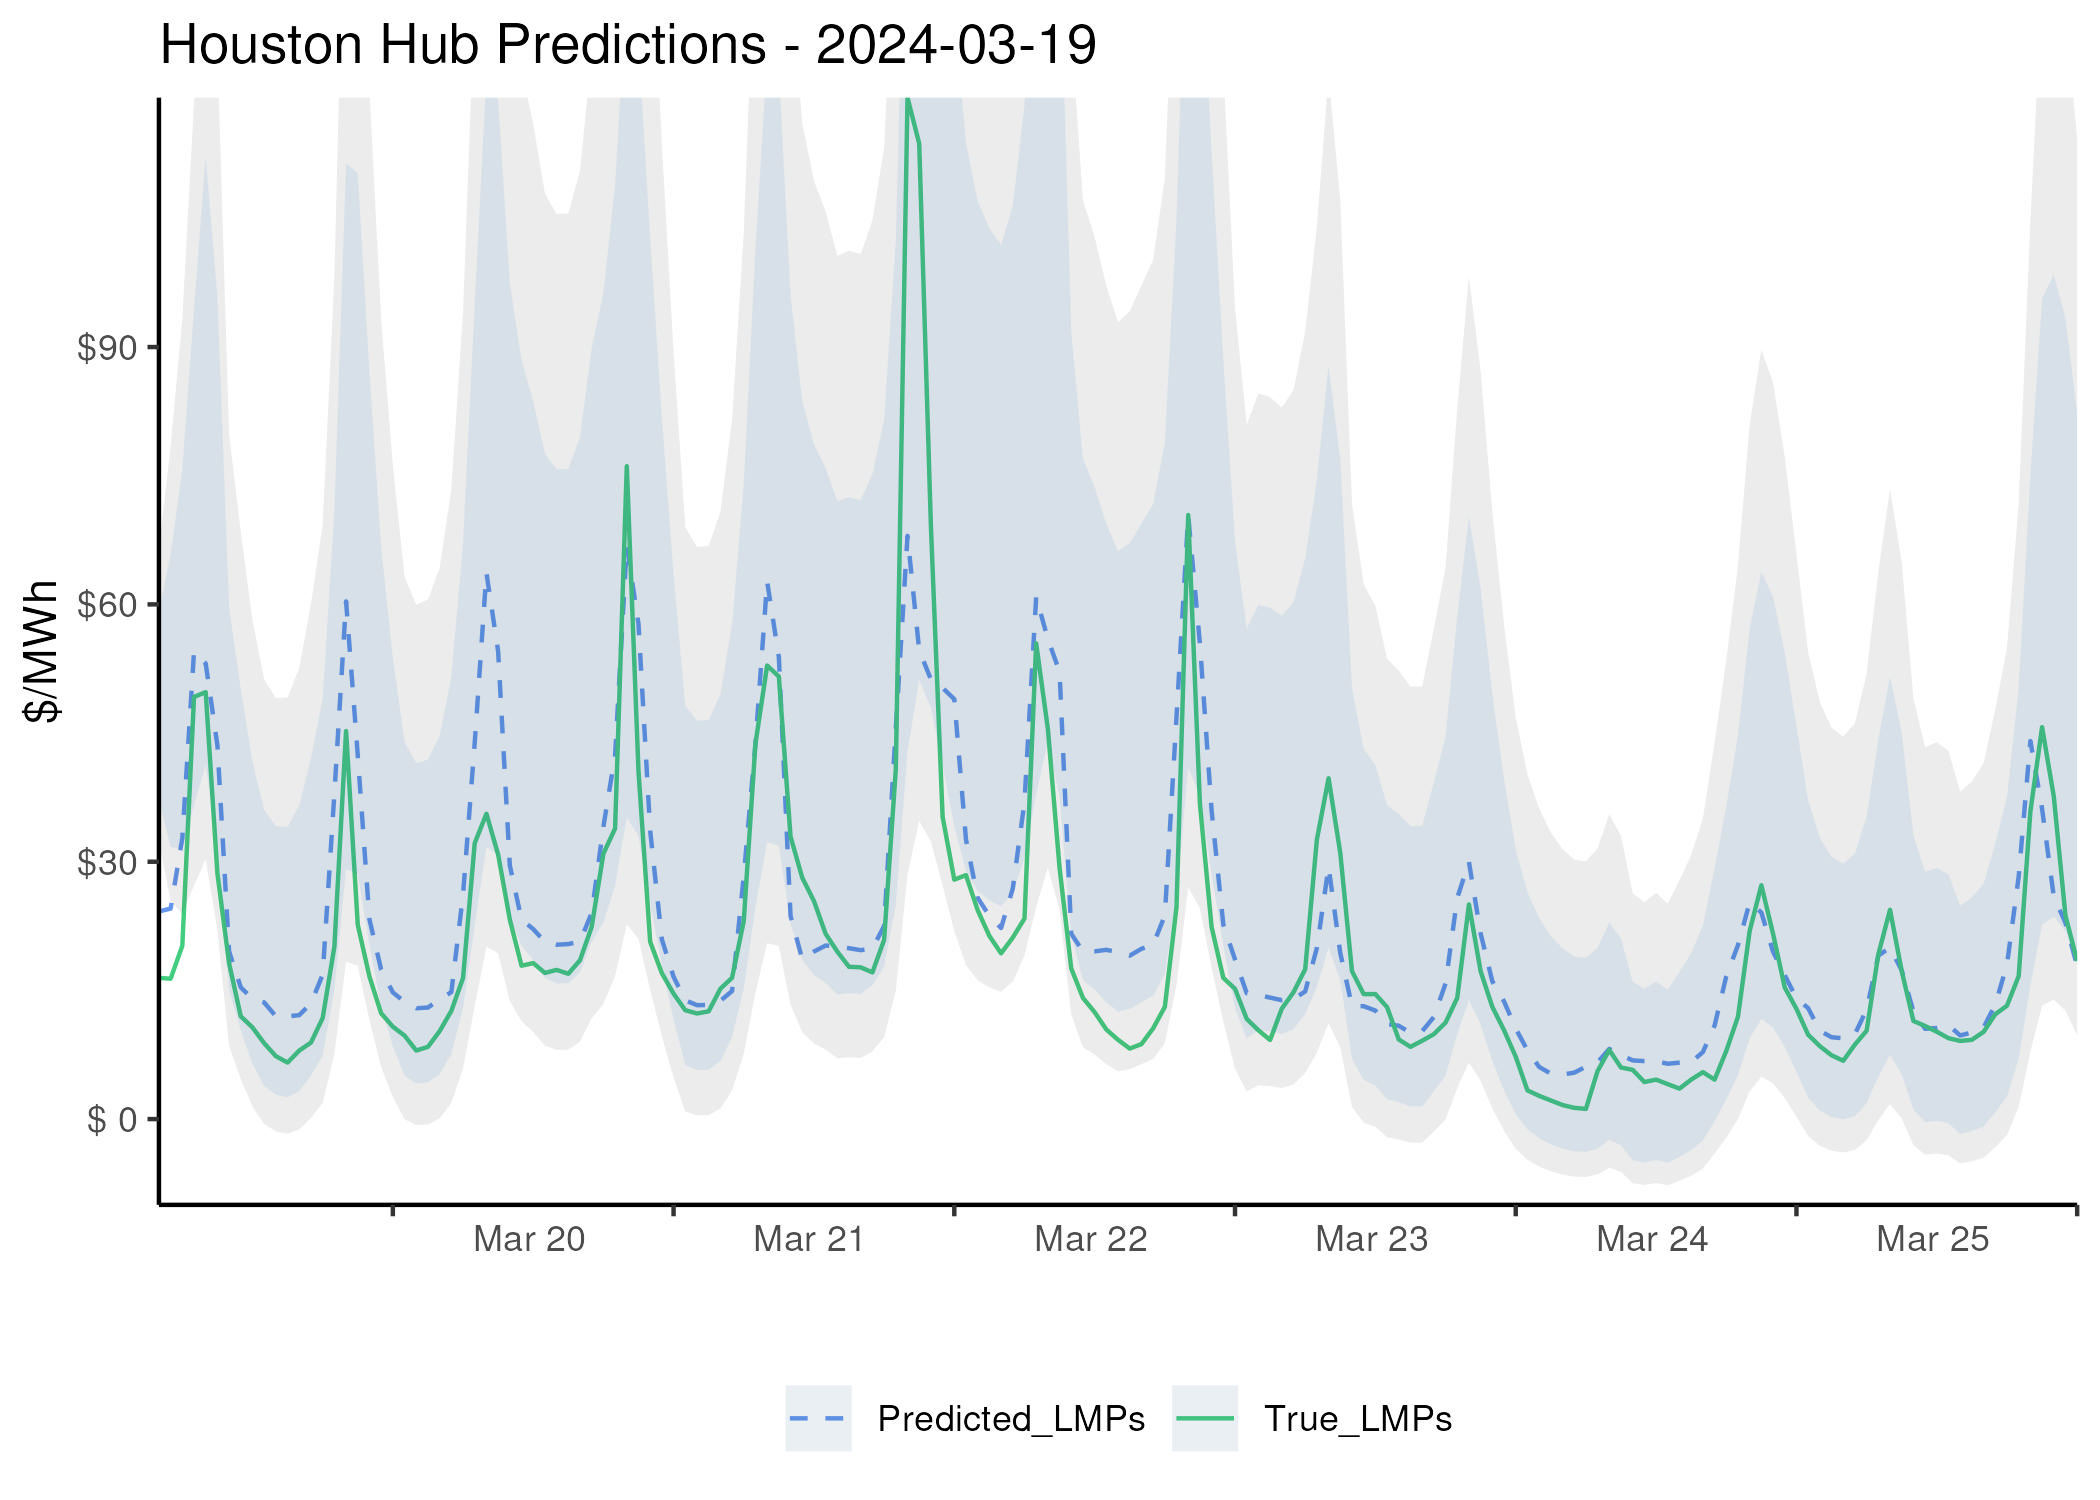 Houston Hub Predictions - 2024-03-19
$/MWh
$90
$60
$30
$ 0
Mar 20
Mar 21
Mar 22
Mar 23
Mar 24
Mar 25
Predicted_LMPs
True_LMPs